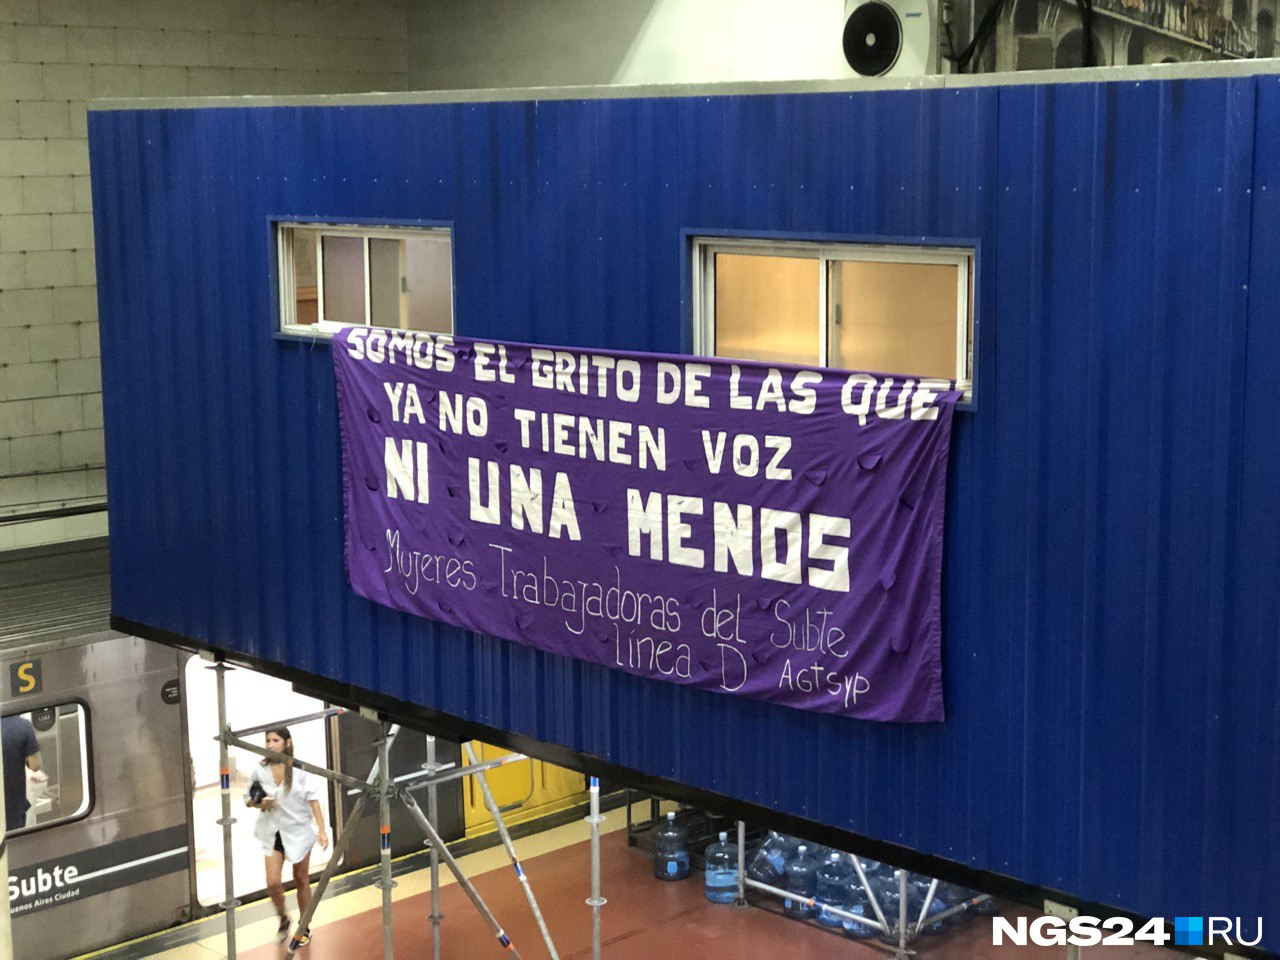 SOMOS EL GRITO DE LAS QUE
YA NO TIENEN VOZ
NI UNA MENOS
Mujeres Trabajadoras del Subte
línea D AGTSYP
S
Subte
Buenos Aires Ciudad
NGS24 RU